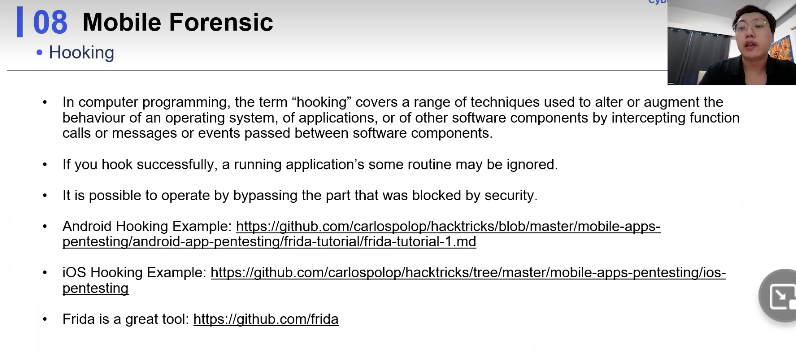 Cyb
08 Mobile Forensic
• Hooking
• In computer programming, the term “hooking” covers a range of techniques used to alter or augment the
behaviour of an operating system, of applications, or of other software components by intercepting function
calls or messages or events passed between software components.
• If you hook successfully, a running application's some routine may be ignored.
• It is possible to operate by bypassing the part that was blocked by security.
• Android Hooking Example: https://github.com/carlospolop/hacktricks/blob/master/mobile-apps-
pentesting/android-app-pentesting/frida-tutorial/frida-tutorial-1.md
• iOS Hooking Example: https://github.com/carlospolop/hacktricks/tree/master/mobile-apps-pentesting/ios-
pentesting
• Frida is a great tool: https://github.com/frida